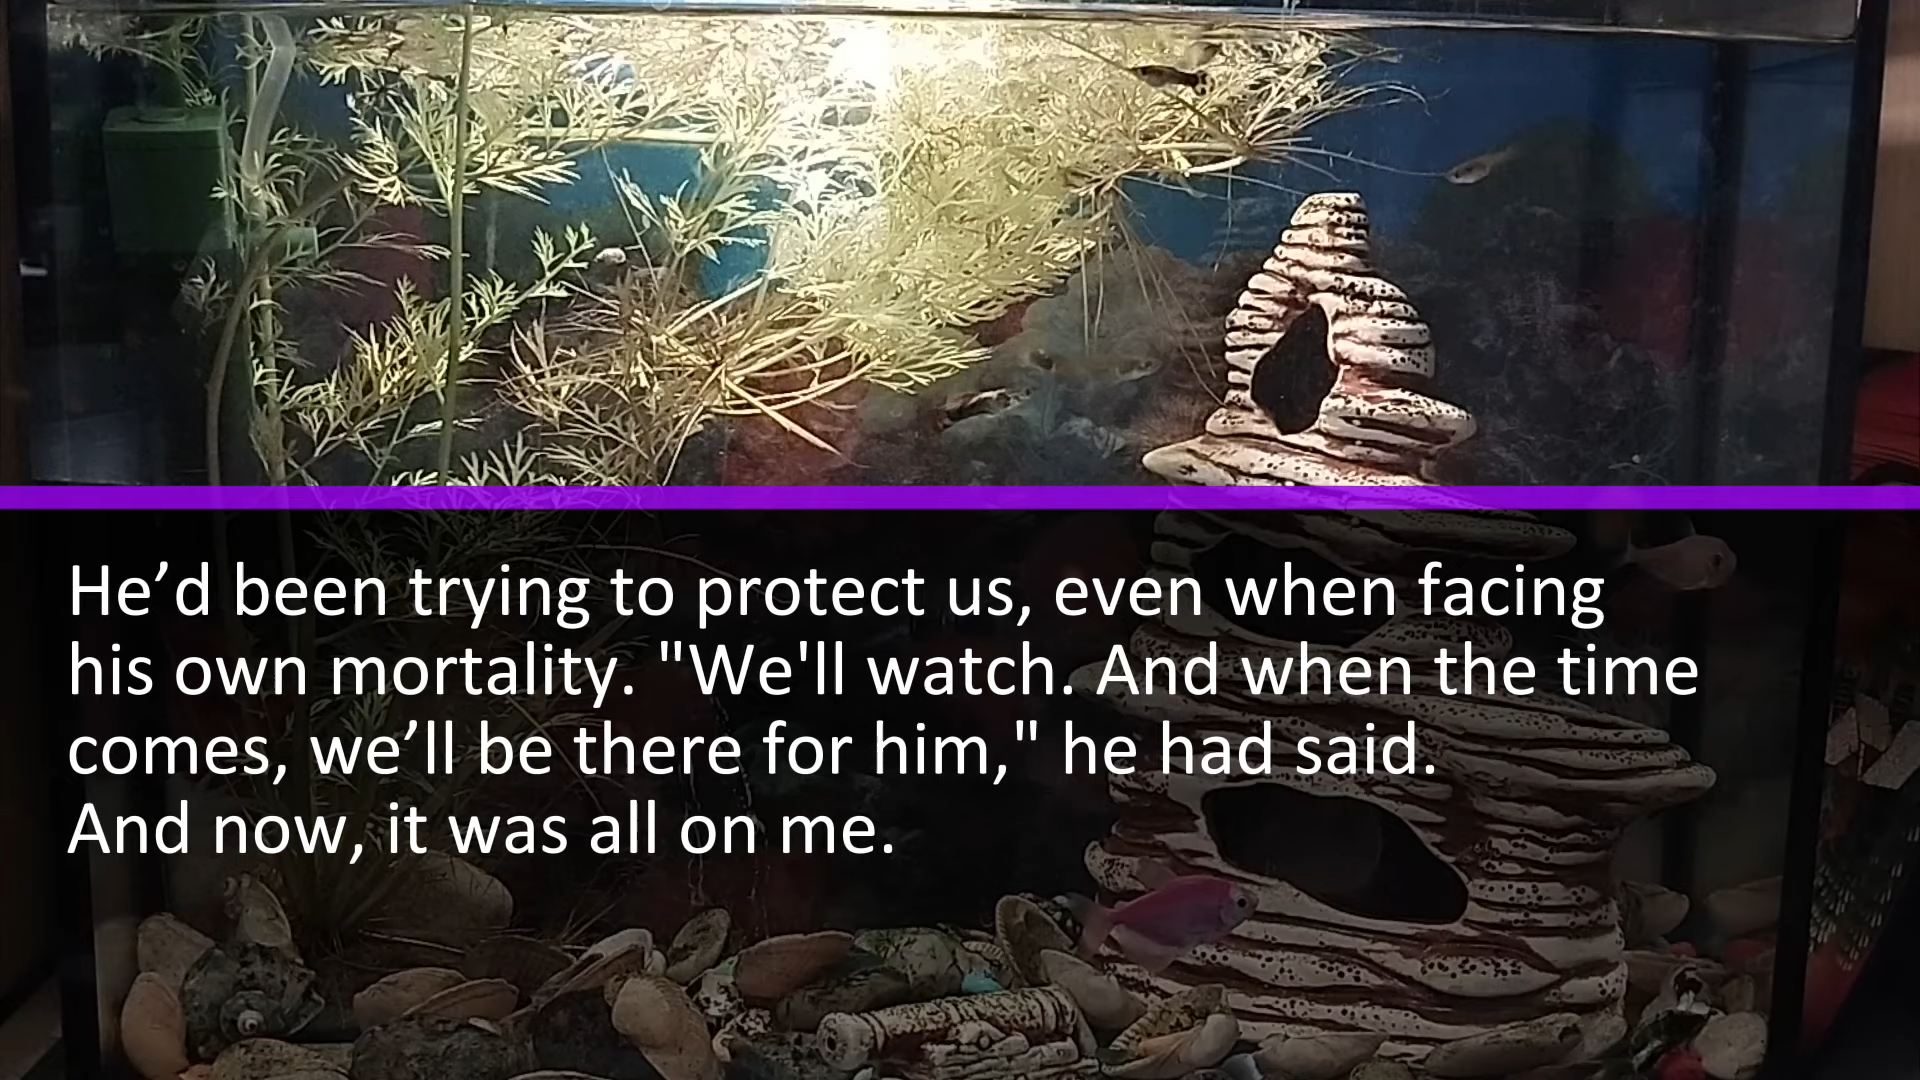 He’d been trying to protect us, even when facing
his own mortality. "We'll watch. And when the time
comes, we’ll be there for him," he had said.
And now, it was all on me.